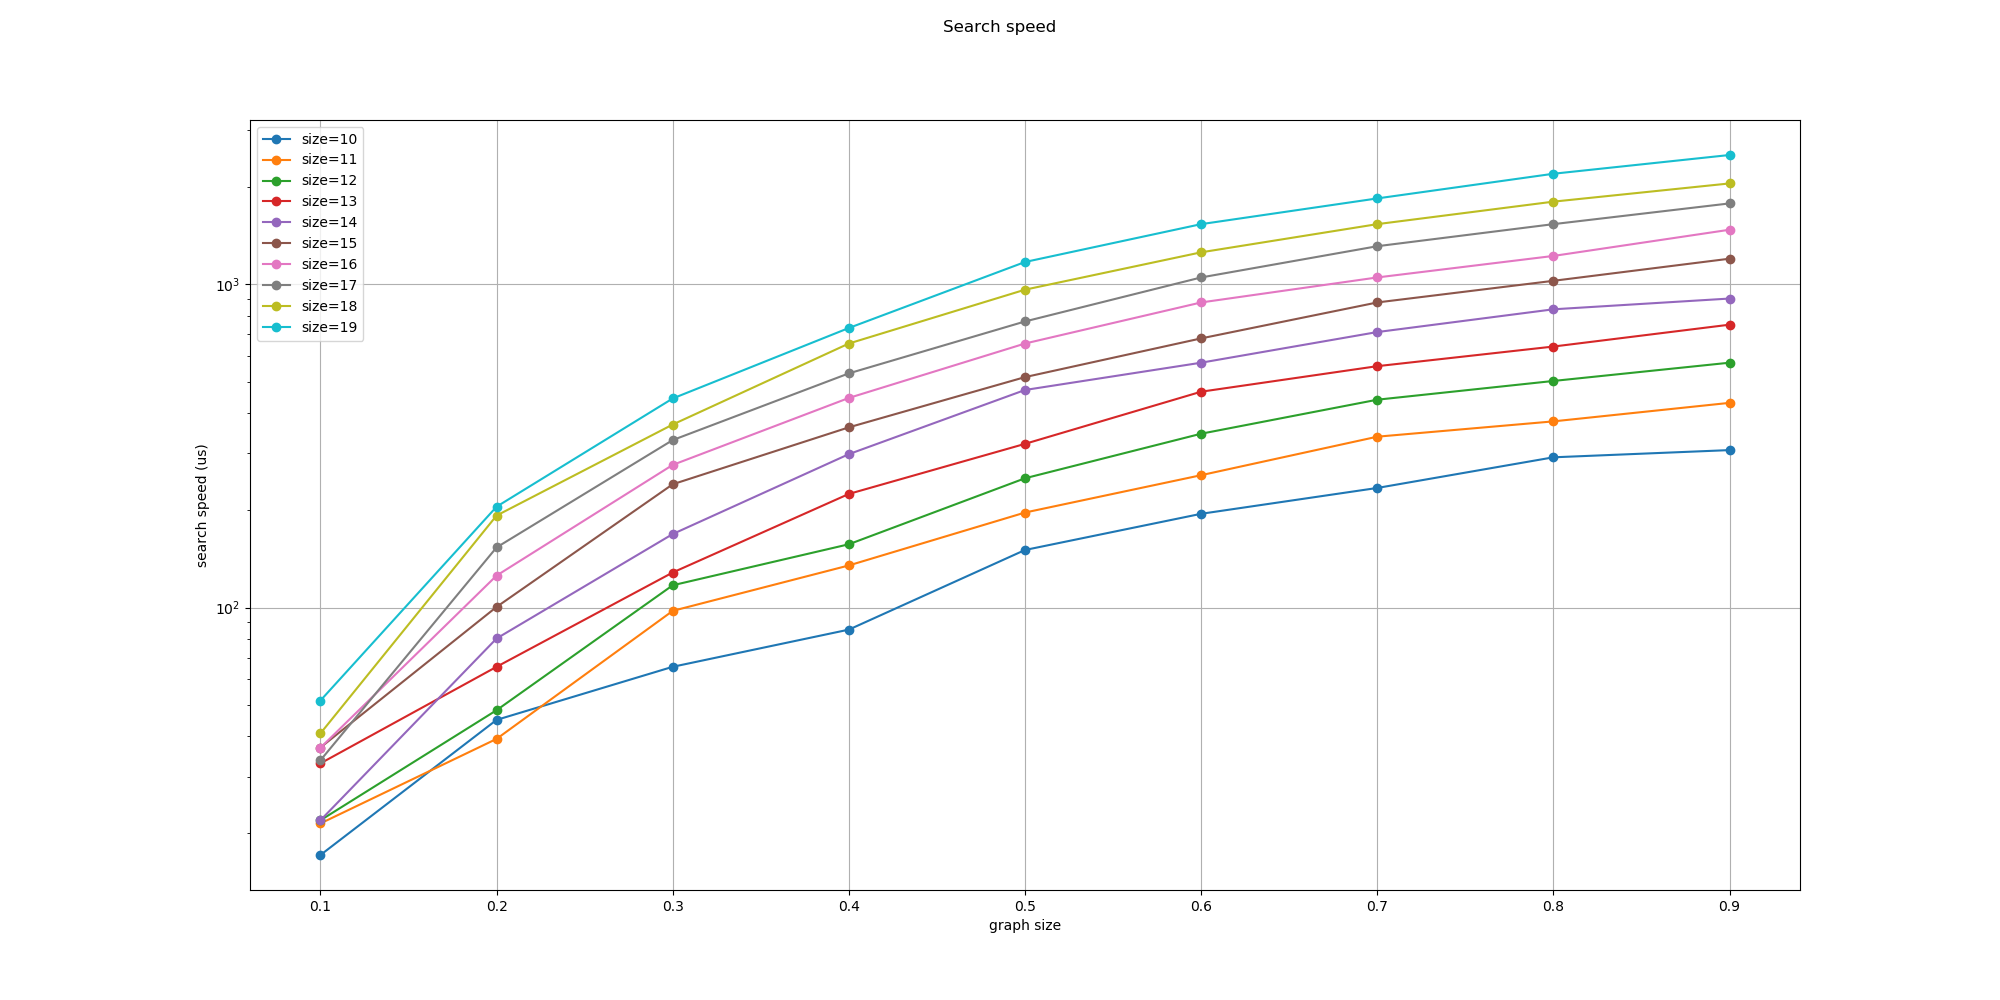 Search speed
size=10
size=11
size=12
size=13
size=14
size=15
size=16
size=17
size=18
size=19
10³
10²
search speed (us)
0.1 0.2 0.3 0.4 0.5 0.6 0.7 0.8 0.9
graph size